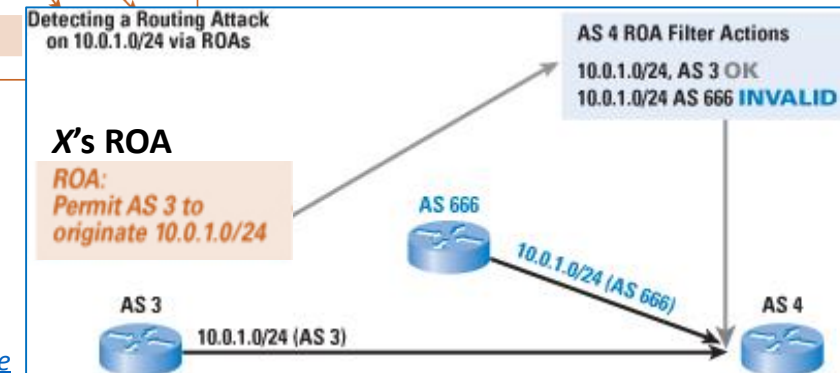 Detecting a Routing Attack
on 10.0.1.0/24 via ROAs
AS 4 ROA Filter Actions
10.0.1.0/24, AS 3 OK
10.0.1.0/24 AS 666 INVALID
X's ROA
ROA:
Permit AS 3 to
originate 10.0.1.0/24
AS 666
10.0.1.0/24 (AS 666)
AS 3
10.0.1.0/24 (AS 3)
AS 4
e